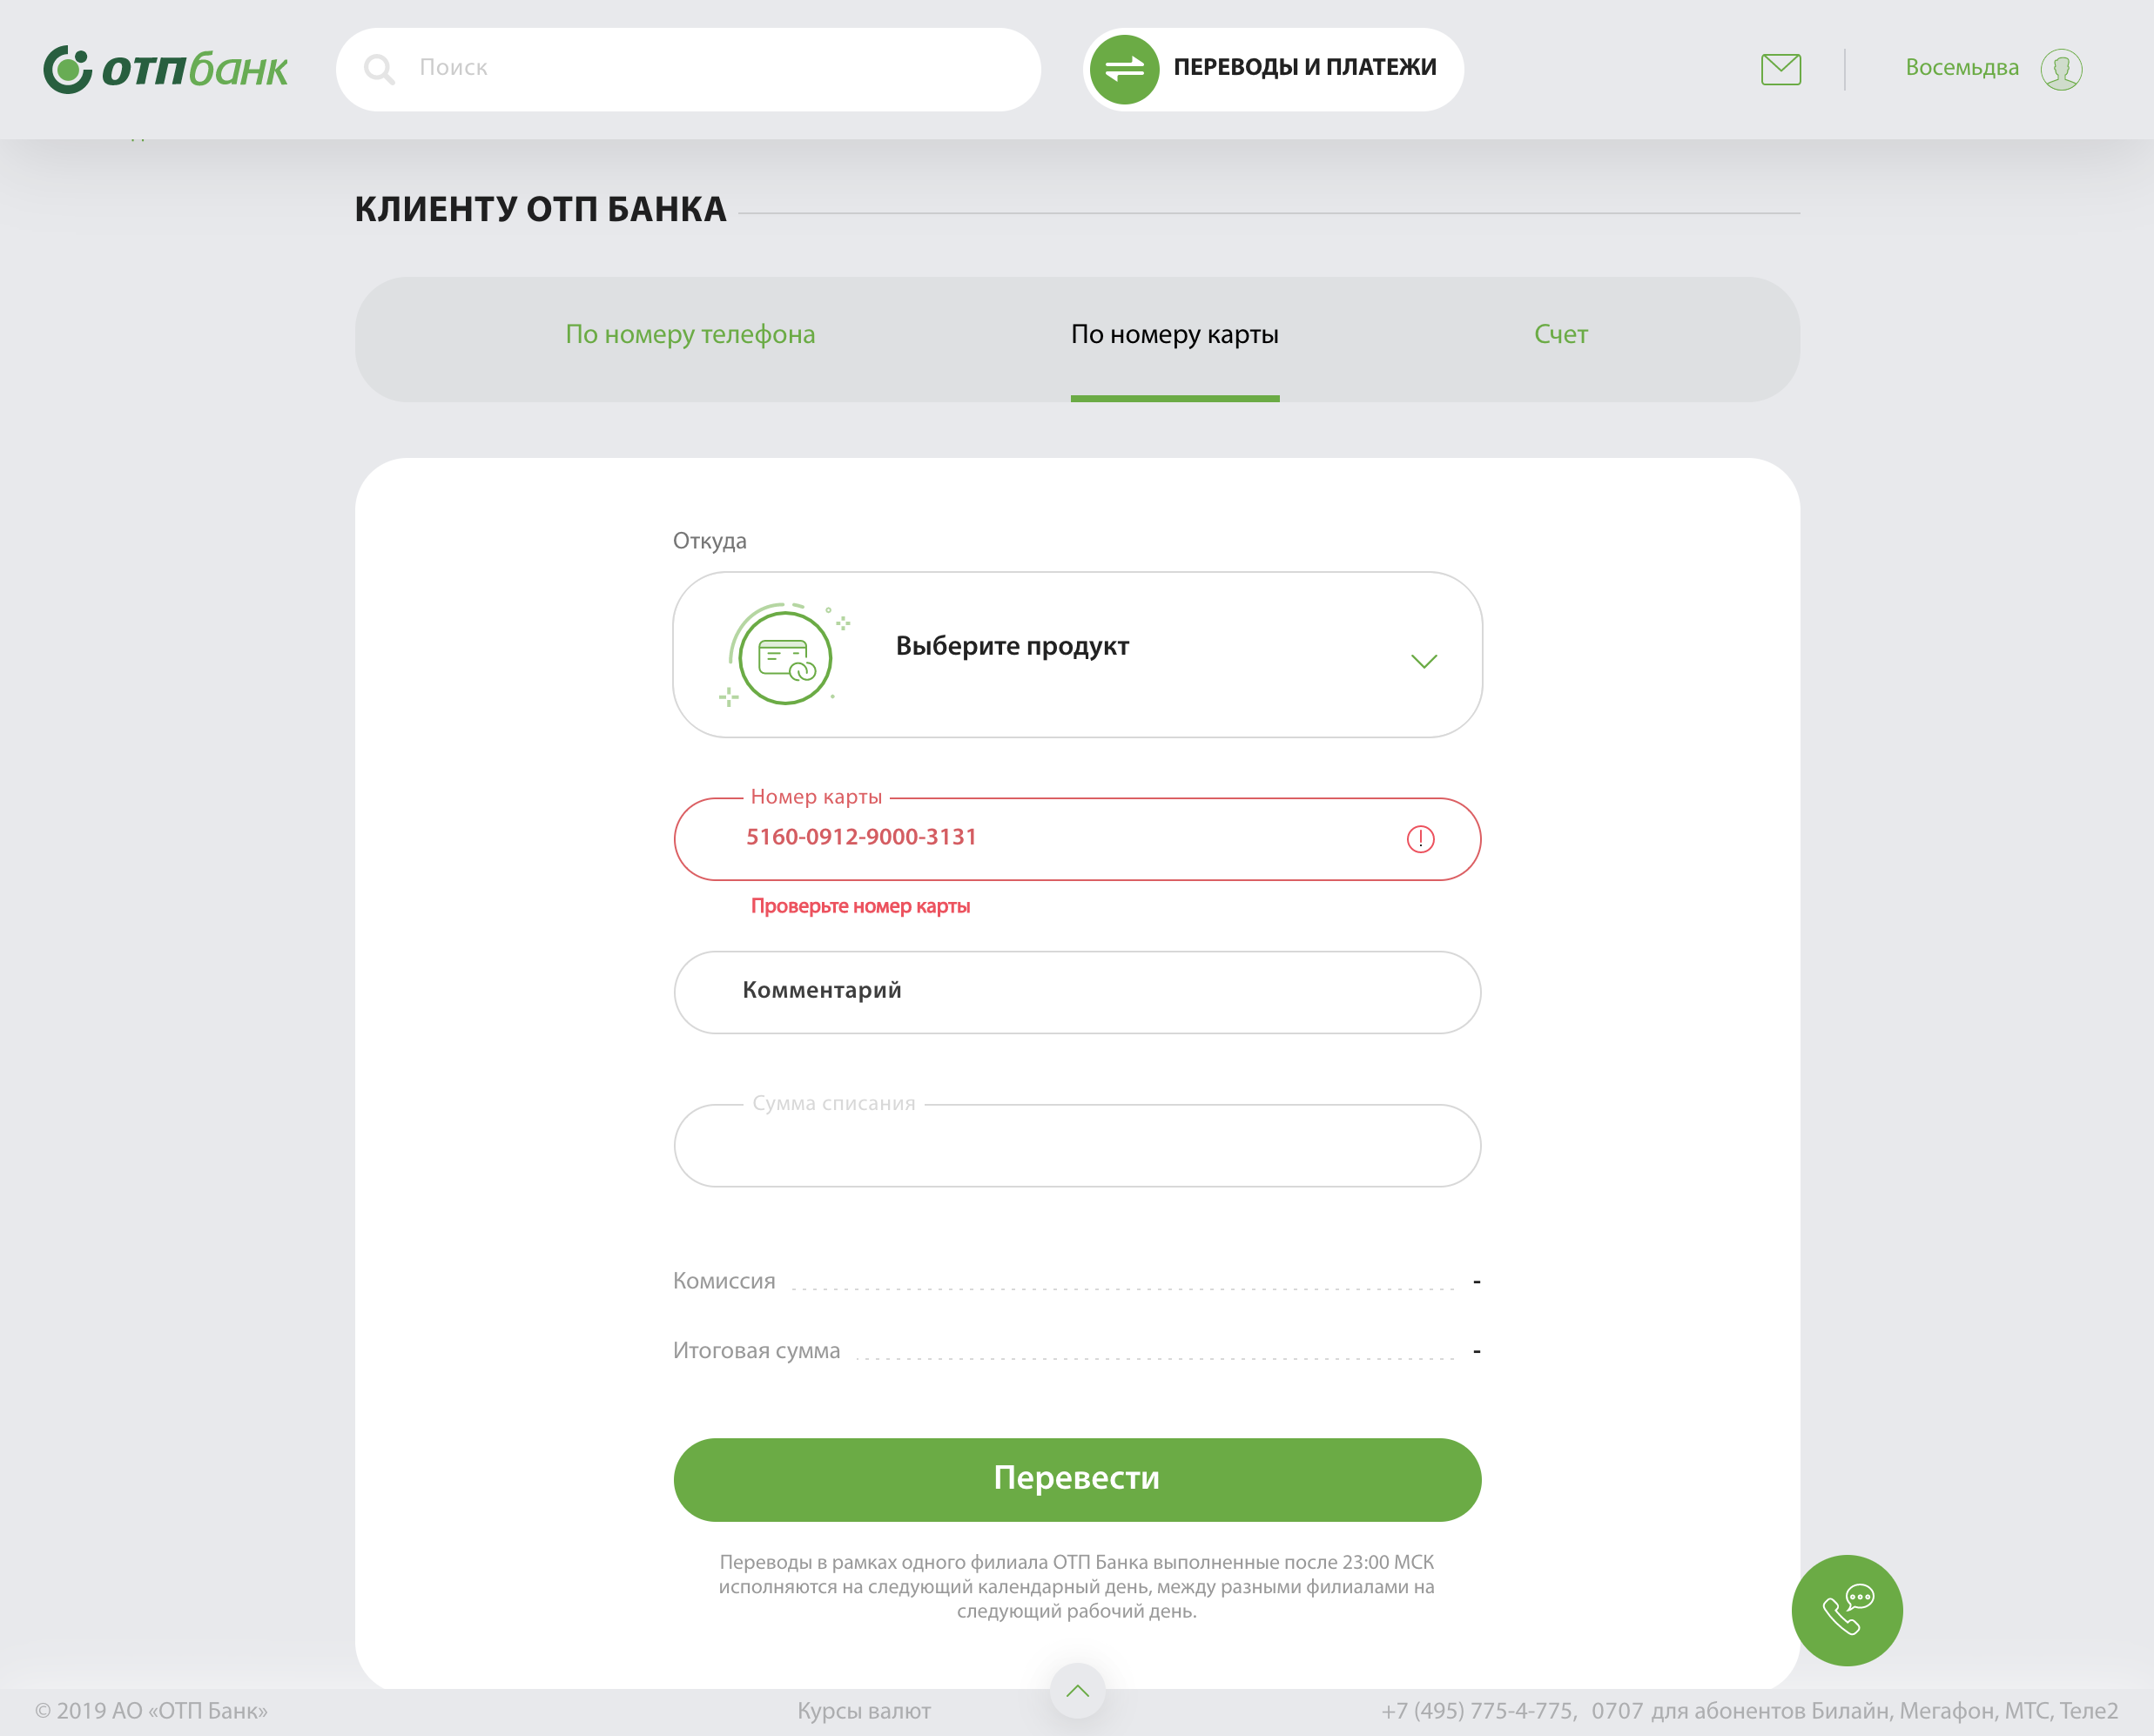 ОТПбанк
Поиск
ПЕРЕВОДЫ И ПЛАТЕЖИ
Восемьдва
КЛИЕНТУ ОТП БАНКА
По номеру телефона
По номеру карты
Счет
Откуда
Выберите продукт
Номер карты
5160-0912-9000-3131
Проверьте номер карты
Комментарий
Сумма списания
Комиссия -
Итоговая сумма -
Перевести
Переводы в рамках одного филиала ОТП Банка выполненные после 23:00 МСК
исполняются на следующий календарный день, между разными филиалами на
следующий рабочий день.
© 2019 АО «ОТП Банк»
Курсы валют
+7 (495) 775-4-775, 0707 для абонентов Билайн, Мегафон, МТС, Теле2